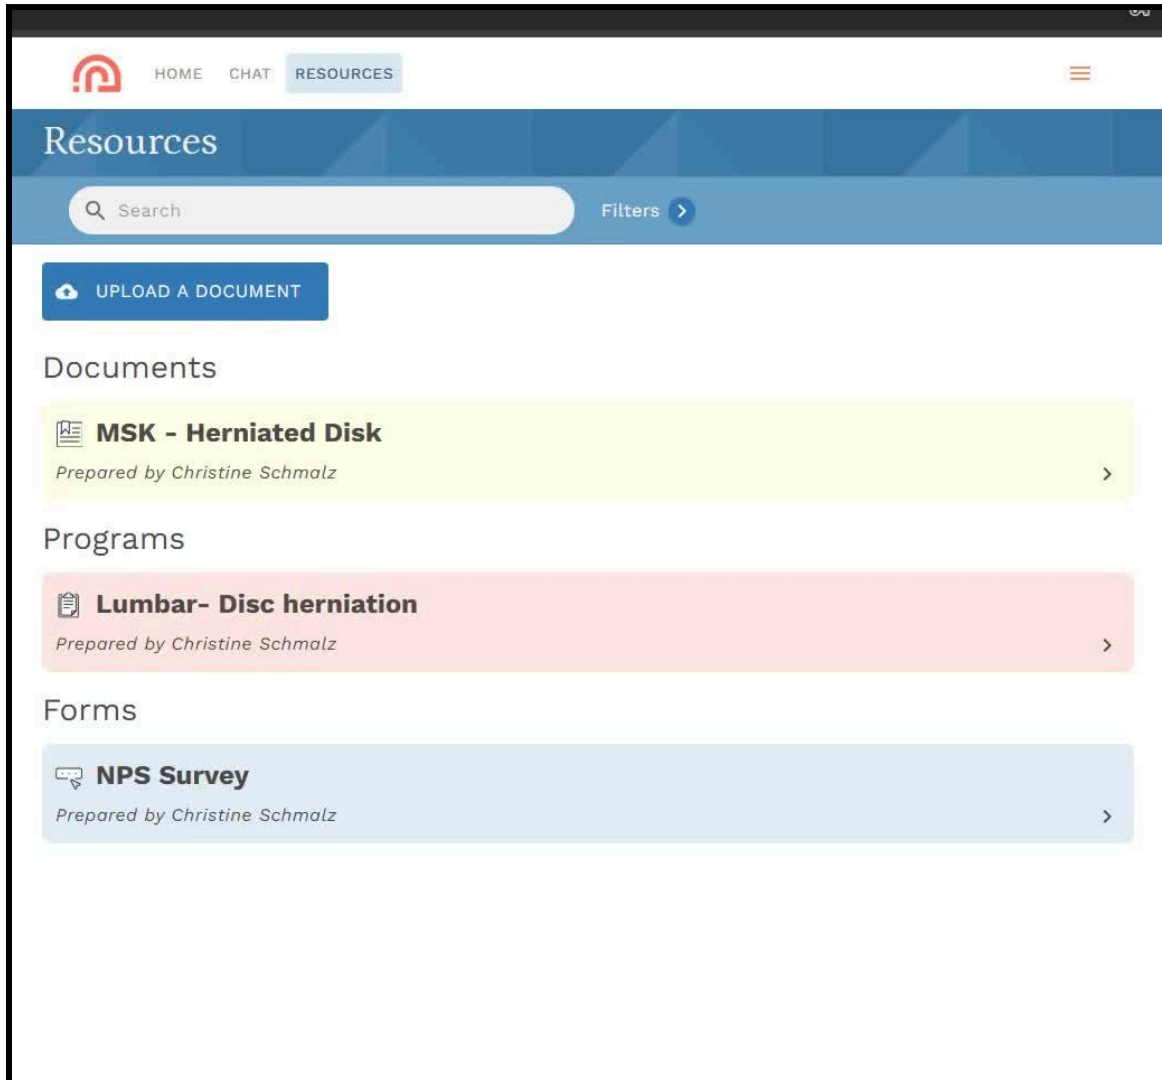 HOME CHAT RESOURCES
Resources
Search Filters
UPLOAD A DOCUMENT
Documents
MSK - Herniated Disk
Prepared by Christine Schmalz
Programs
Lumbar- Disc herniation
Prepared by Christine Schmalz
Forms
NPS Survey
Prepared by Christine Schmalz